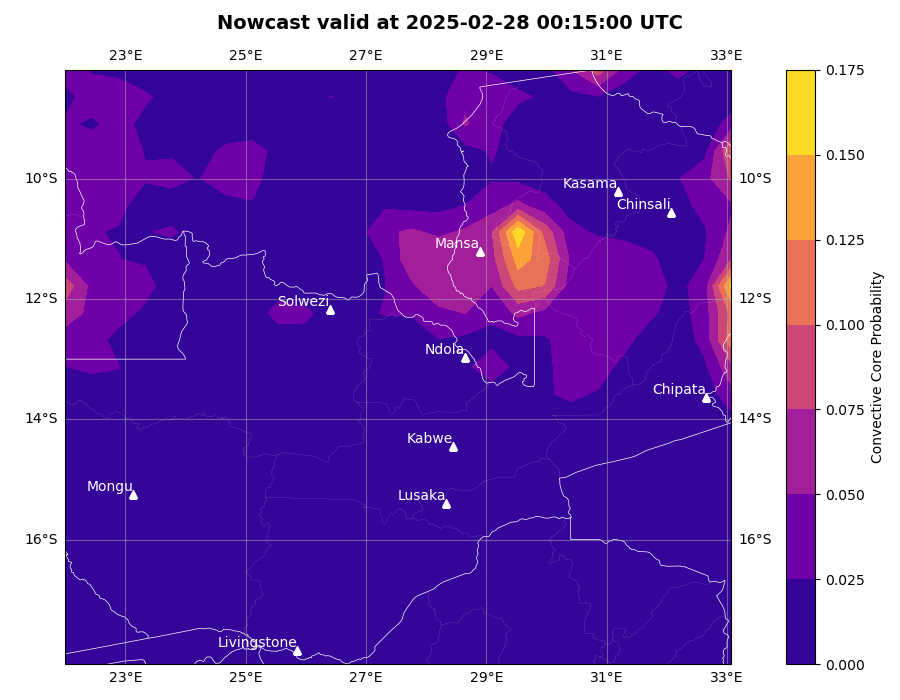 Nowcast valid at 2025-02-28 00:15:00 UTC
23°E 25°E 27°E 29°E 31°E 33°E
0.175
0.150
10°S Kasama 10°S
Chinsali
0.125
Mansa
12°S Solwezi 12°S
0.100
Ndola
Chipata
0.075
14°S 14°S
Kabwe
Mongu Lusaka
0.050
16°S 16°S
0.025
Livingstone
0.000
23°E 25°E 27°E 29°E 31°E 33°E
Convective Core Probability